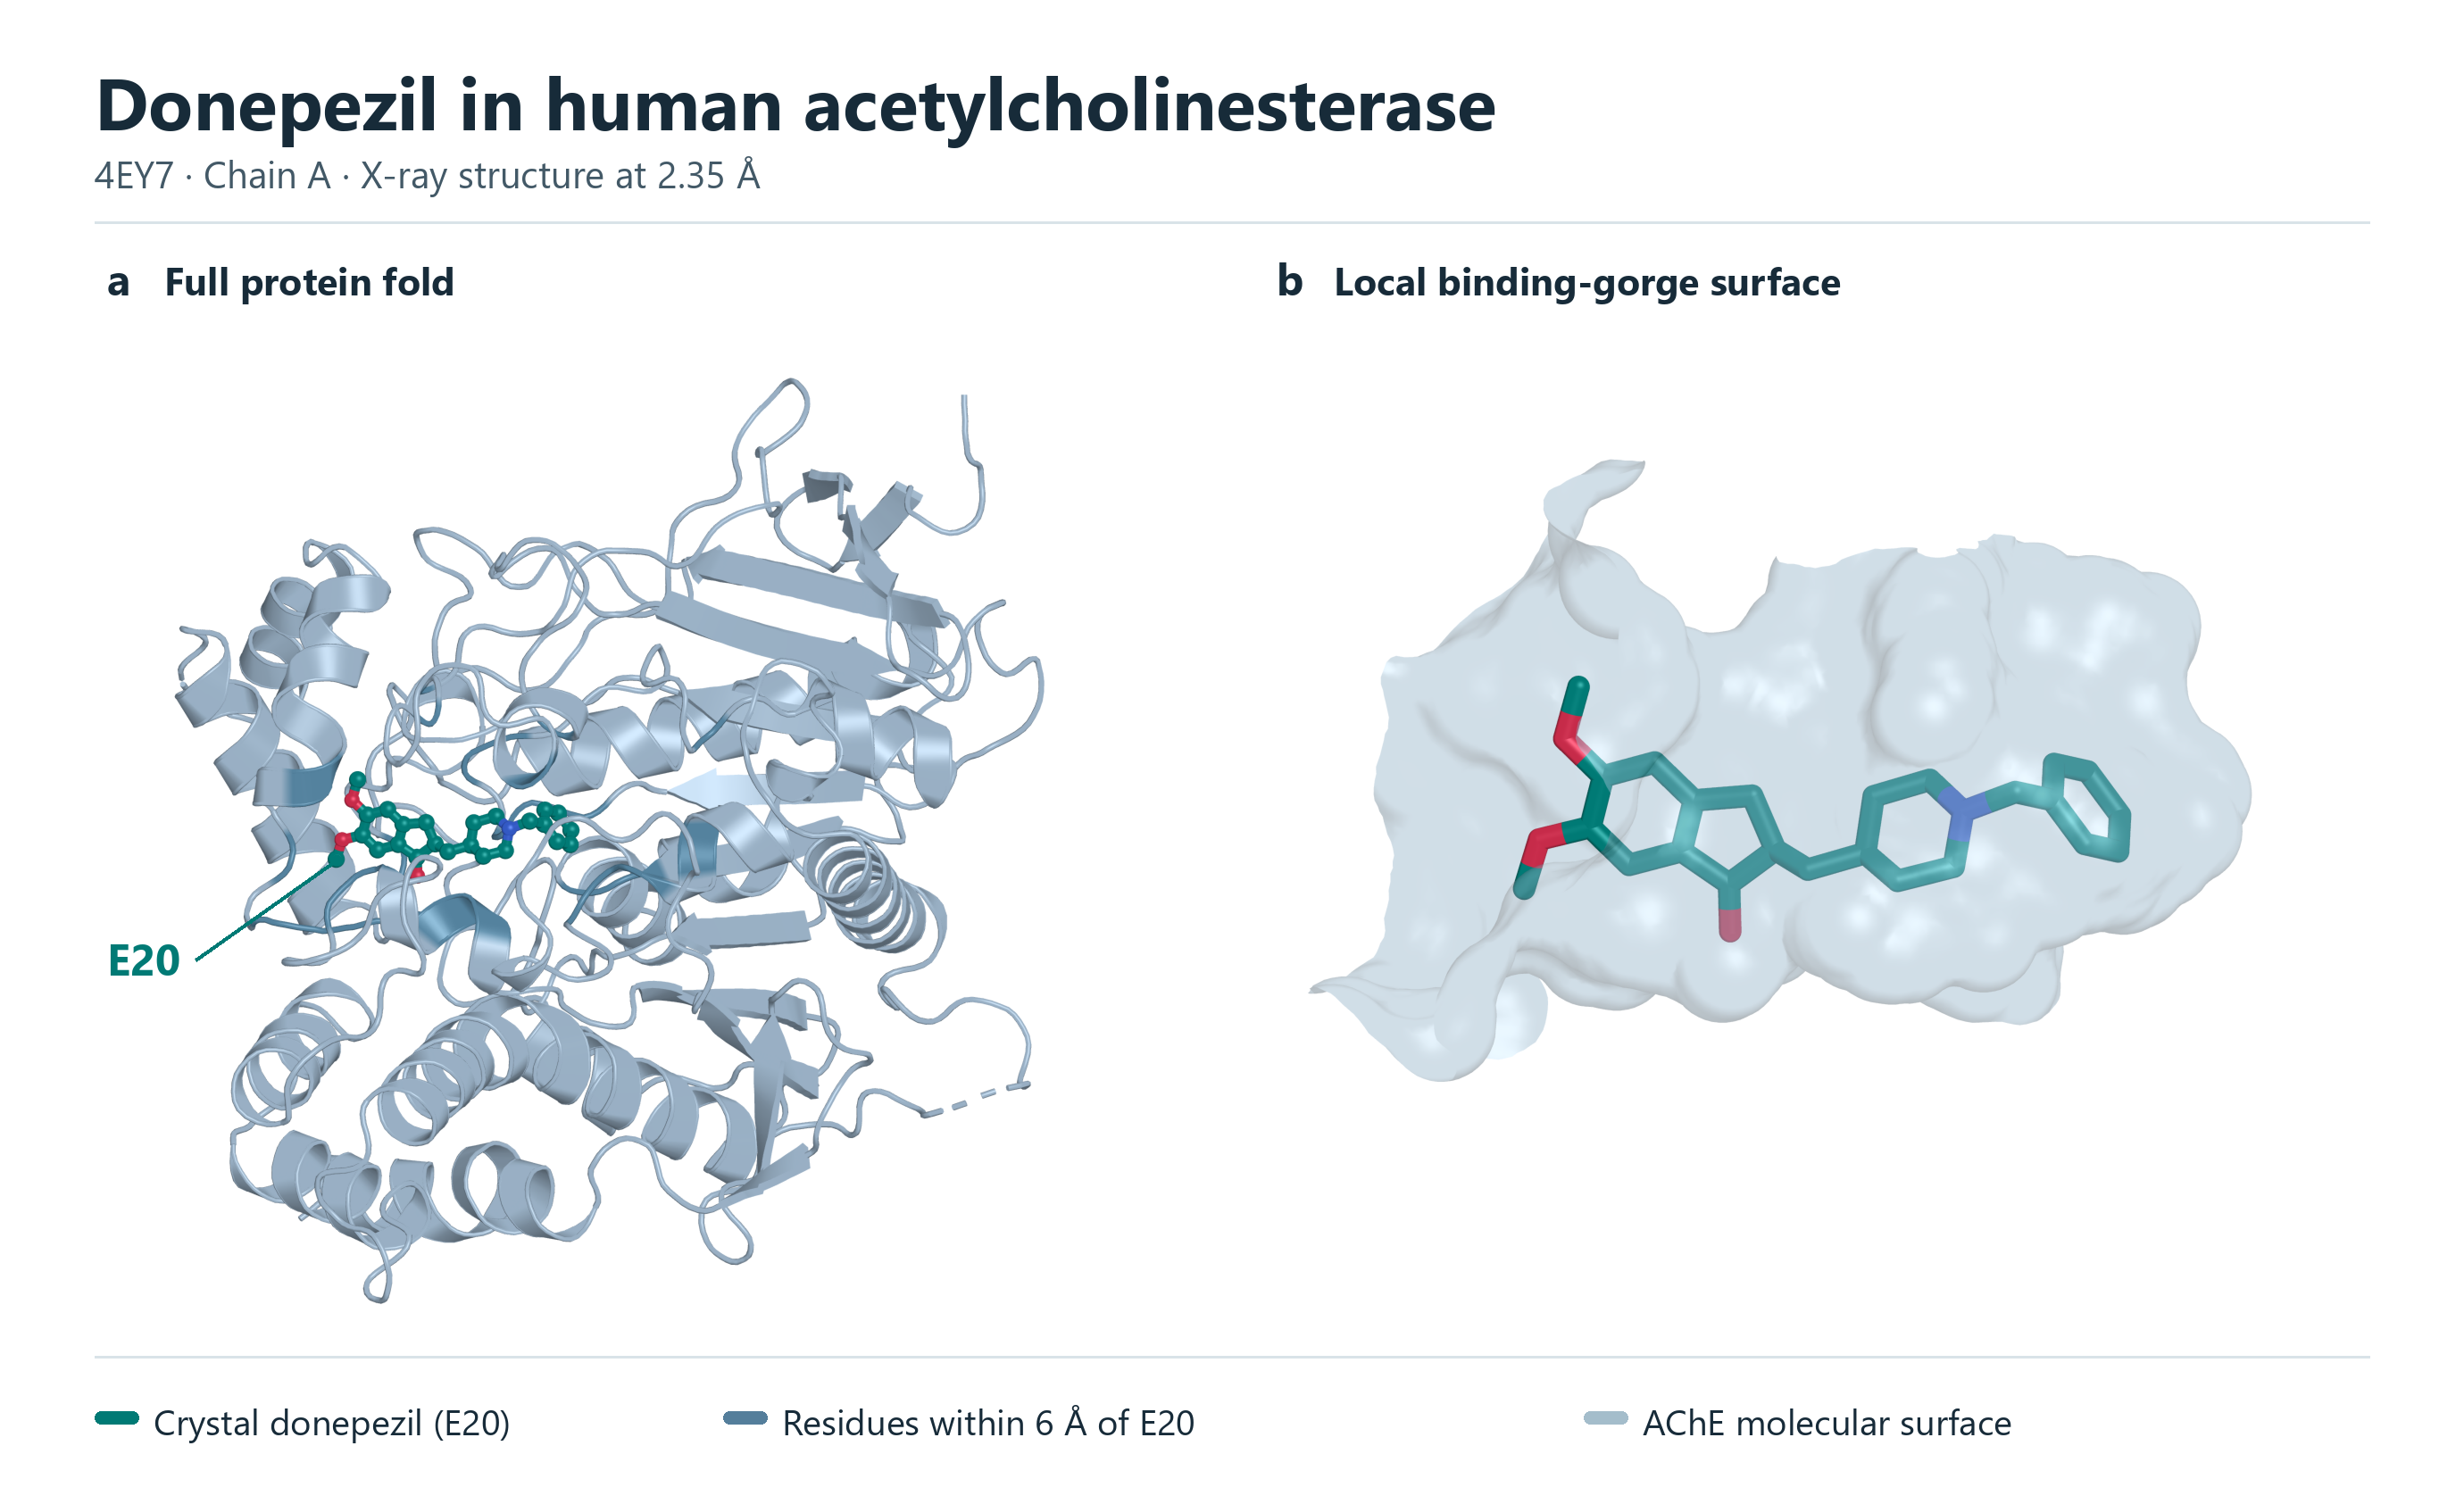 Donepezil in human acetylcholinesterase
4EY7 · Chain A · X-ray structure at 2.35 Å
a Full protein fold
b Local binding-gorge surface
E20
Crystal donepezil (E20)
Residues within 6 Å of E20
AChE molecular surface